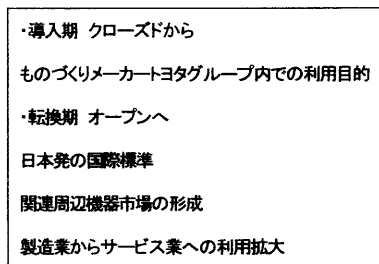 ・導入期 クローズドから
ものづくりメーカートヨタグループ内での利用目的
・転換期 オープンへ
日本発の国際標準
関連周辺機器市場の形成
製造業からサービス業への利用拡大